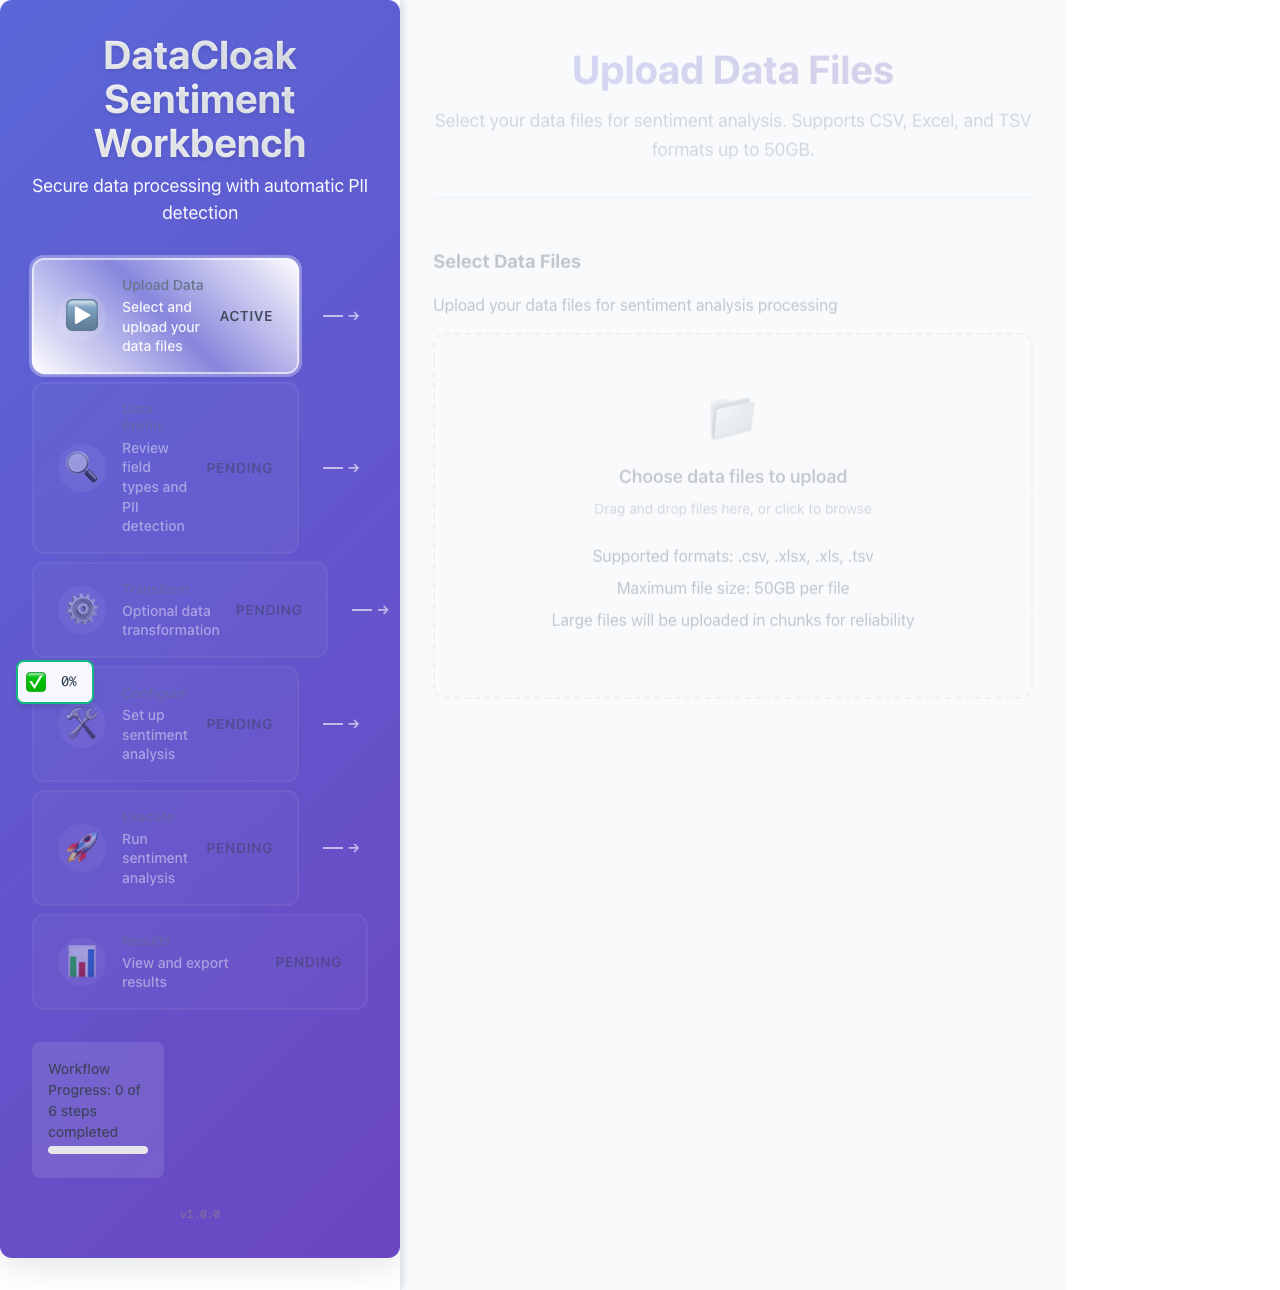 DataCloak
Sentiment
Workbench
Secure data processing with automatic PII
detection
Upload Data
Select and
upload your
data files
ACTIVE
Review
field
types and
PII
detection
PENDING
Optional data
transformation
PENDING
0%
Set up
sentiment
analysis
PENDING
Run
sentiment
analysis
PENDING
View and export
results
PENDING
Workflow
Progress: 0 of
6 steps
completed
v1.0.0
Upload Data Files
Select your data files for sentiment analysis. Supports CSV, Excel, and TSV
formats up to 50GB.
Select Data Files
Upload your data files for sentiment analysis processing
Choose data files to upload
Drag and drop files here, or click to browse
Supported formats: .csv, .xlsx, .xls, .tsv
Maximum file size: 50GB per file
Large files will be uploaded in chunks for reliability